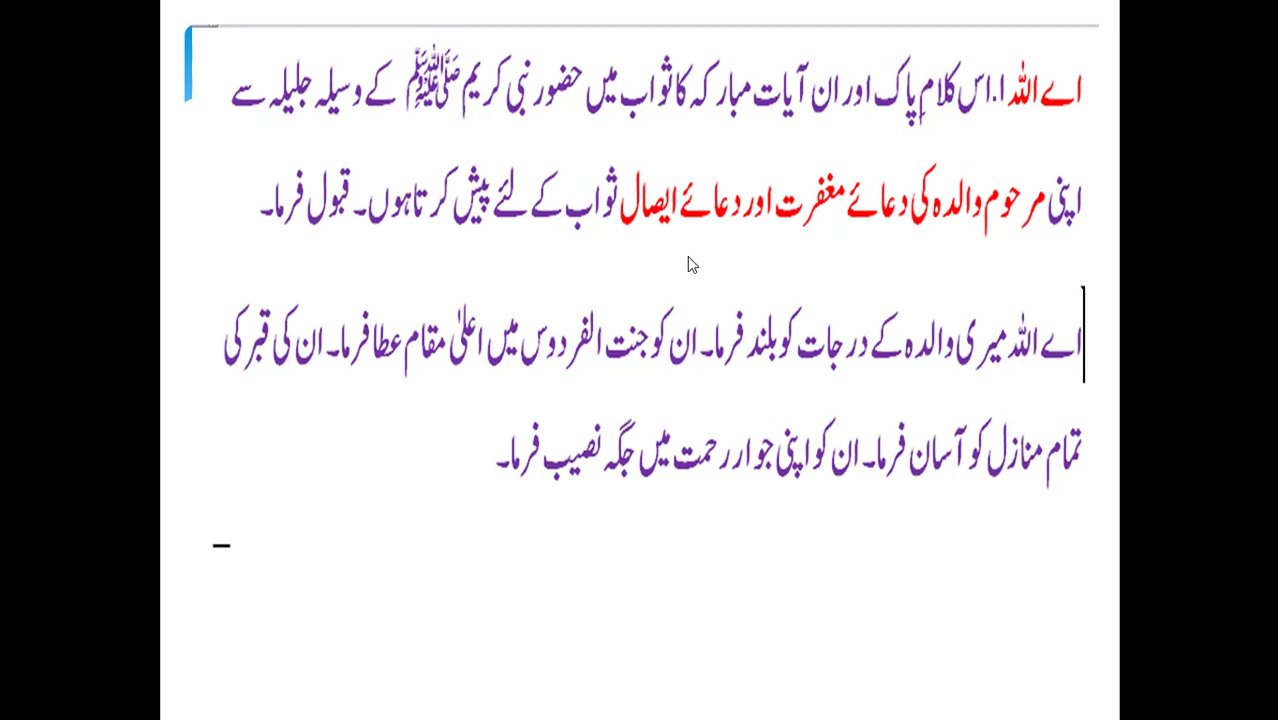 اے اللہ ا.اس کلامِ پاک اور ان آیات مبارکہ کا ثواب میں حضور نبی کریم ﷺ کے وسیلہ جلیلہ سے
اپنی مرحوم والدہ کی دعائے مغفرت اور دعائے ایصال ثواب کے لئے پیش کرتا ہوں۔ قبول فرما۔
اے اللہ میری والدہ کے درجات کو بلند فرما۔ ان کو جنت الفردوس میں اعلیٰ مقام عطا فرما۔ ان کی قبر کی
تمام منازل کو آسان فرما۔ ان کو اپنی جوار رحمت میں جگہ نصیب فرما۔